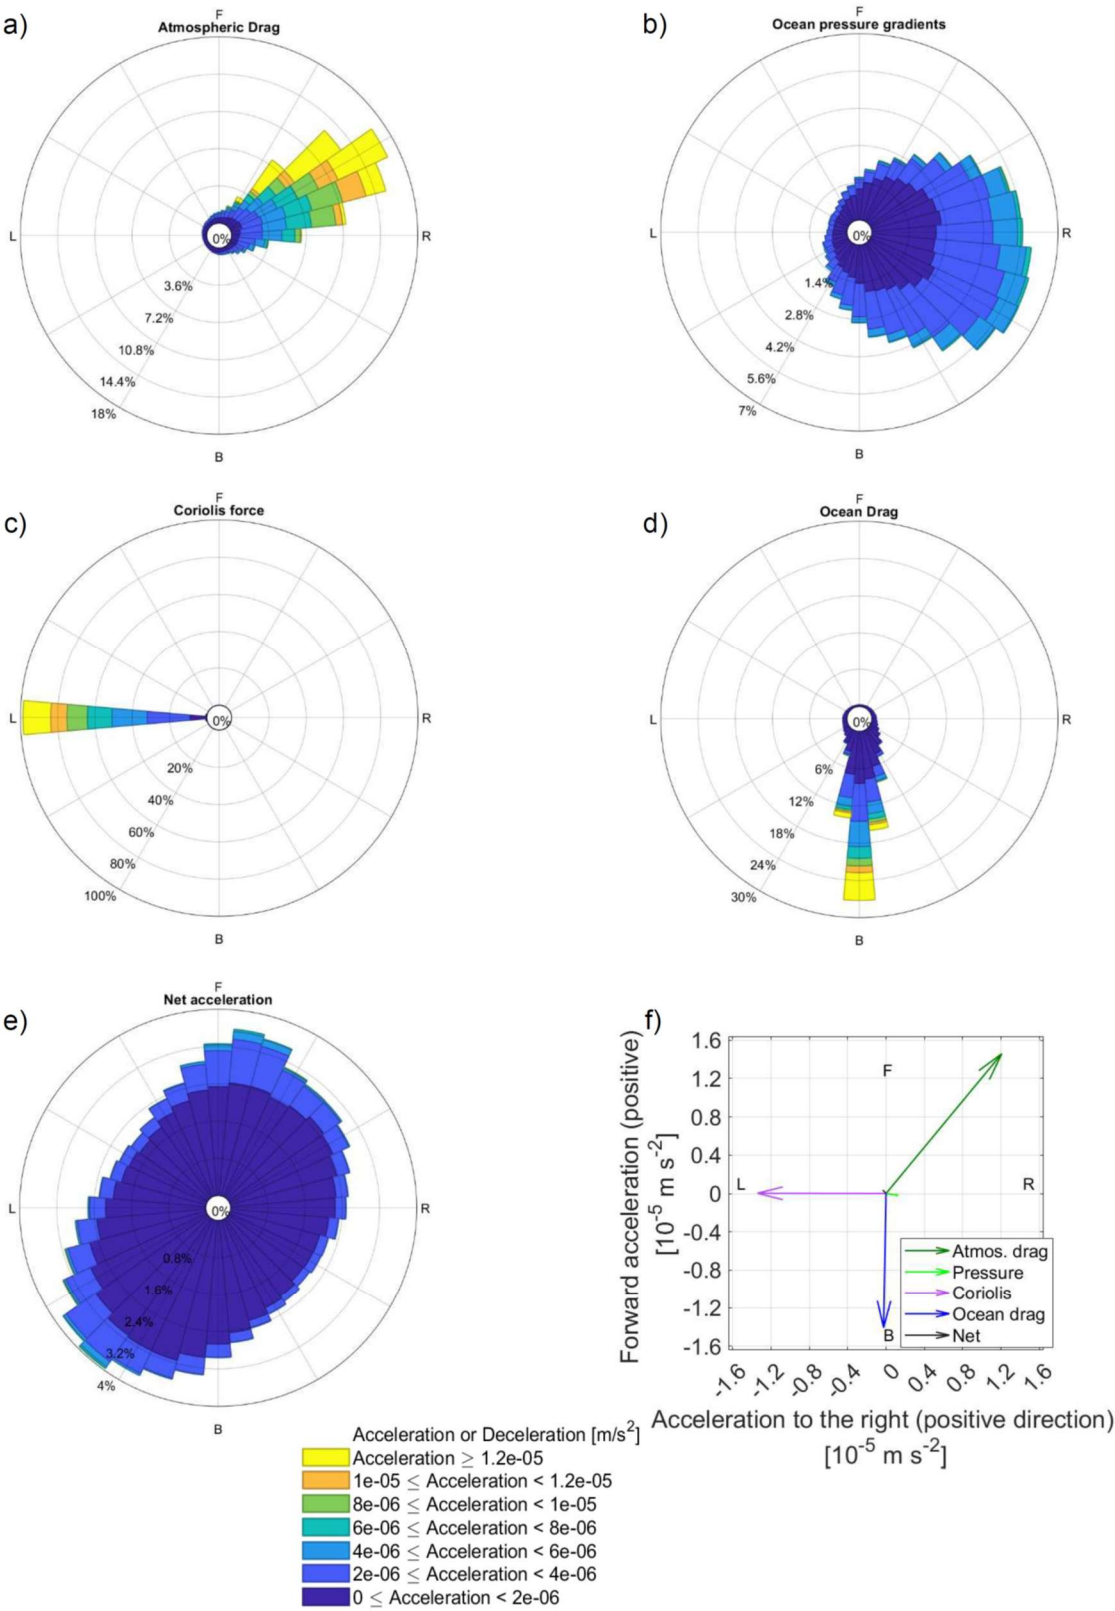 a)
F
Atmospheric Drag
L
R
0%
3.6%
7.2%
10.8%
14.4%
18%
B
b)
F
Ocean pressure gradients
L
R
0%
1.4%
2.8%
4.2%
5.6%
7%
B
c)
F
Coriolis force
L
R
0%
20%
40%
60%
80%
100%
B
d)
F
Ocean Drag
L
R
0%
6%
12%
18%
24%
30%
B
e)
F
Net acceleration
L
R
0%
0.8%
1.6%
2.4%
3.2%
4%
B
f)
Forward acceleration (positive)
[10^-5 m s^-2]
1.6
1.2
0.8
0.4
0
-0.4
-0.8
-1.2
-1.6
F
L
R
B
Atmos. drag
Pressure
Coriolis
Ocean drag
Net
-1.6 -1.2 -0.8 -0.4 0 0.4 0.8 1.2 1.6
Acceleration to the right (positive direction)
[10^-5 m s^-2]
Acceleration or Deceleration [m/s^2]
Acceleration ≥ 1.2e-05
1e-05 ≤ Acceleration < 1.2e-05
8e-06 ≤ Acceleration < 1e-05
6e-06 ≤ Acceleration < 8e-06
4e-06 ≤ Acceleration < 6e-06
2e-06 ≤ Acceleration < 4e-06
0 ≤ Acceleration < 2e-06